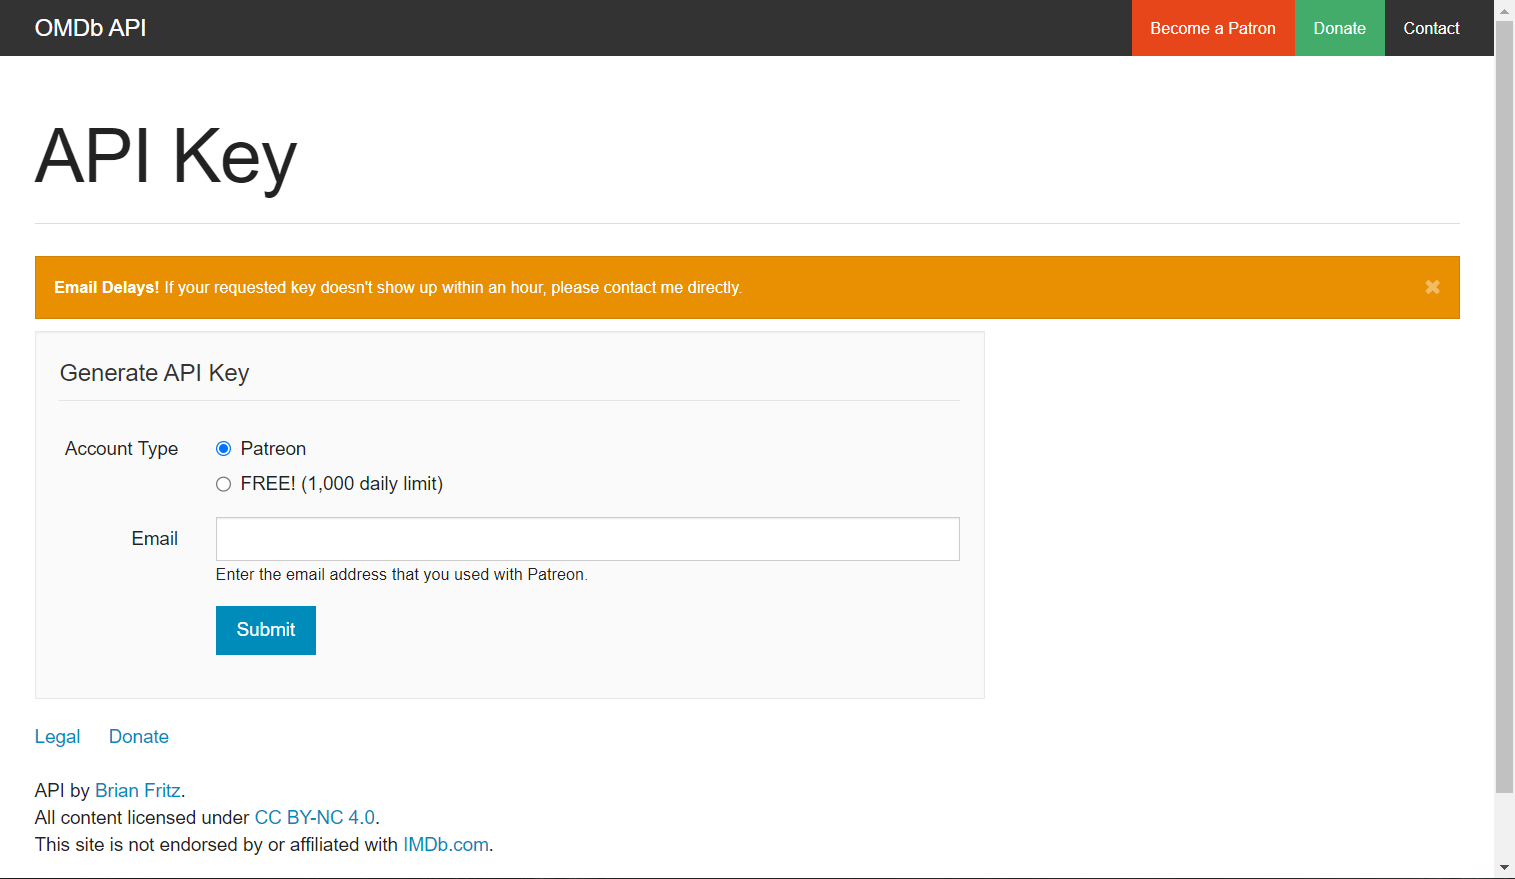 OMDb API
Become a Patron
Donate
Contact
API Key
Email Delays! If your requested key doesn't show up within an hour, please contact me directly.
Generate API Key
Account Type
Patreon
FREE! (1,000 daily limit)
Email
Enter the email address that you used with Patreon.
Submit
Legal
Donate
API by Brian Fritz.
All content licensed under CC BY-NC 4.0.
This site is not endorsed by or affiliated with IMDb.com.